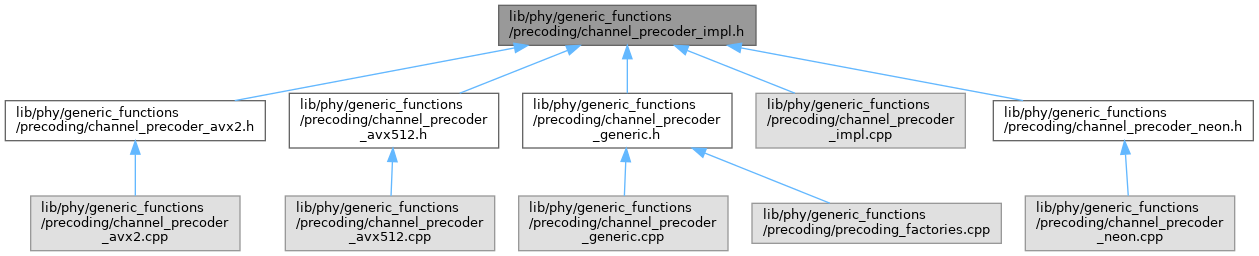 lib/phy/generic_functions
/precoding/channel_precoder_impl.h
lib/phy/generic_functions
/precoding/channel_precoder_avx2.h
lib/phy/generic_functions
/precoding/channel_precoder
_avx512.h
lib/phy/generic_functions
/precoding/channel_precoder
_generic.h
lib/phy/generic_functions
/precoding/channel_precoder
_impl.cpp
lib/phy/generic_functions
/precoding/channel_precoder_neon.h
lib/phy/generic_functions
/precoding/channel_precoder
_avx2.cpp
lib/phy/generic_functions
/precoding/channel_precoder
_avx512.cpp
lib/phy/generic_functions
/precoding/channel_precoder
_generic.cpp
lib/phy/generic_functions
/precoding/precoding_factories.cpp
lib/phy/generic_functions
/precoding/channel_precoder
_neon.cpp